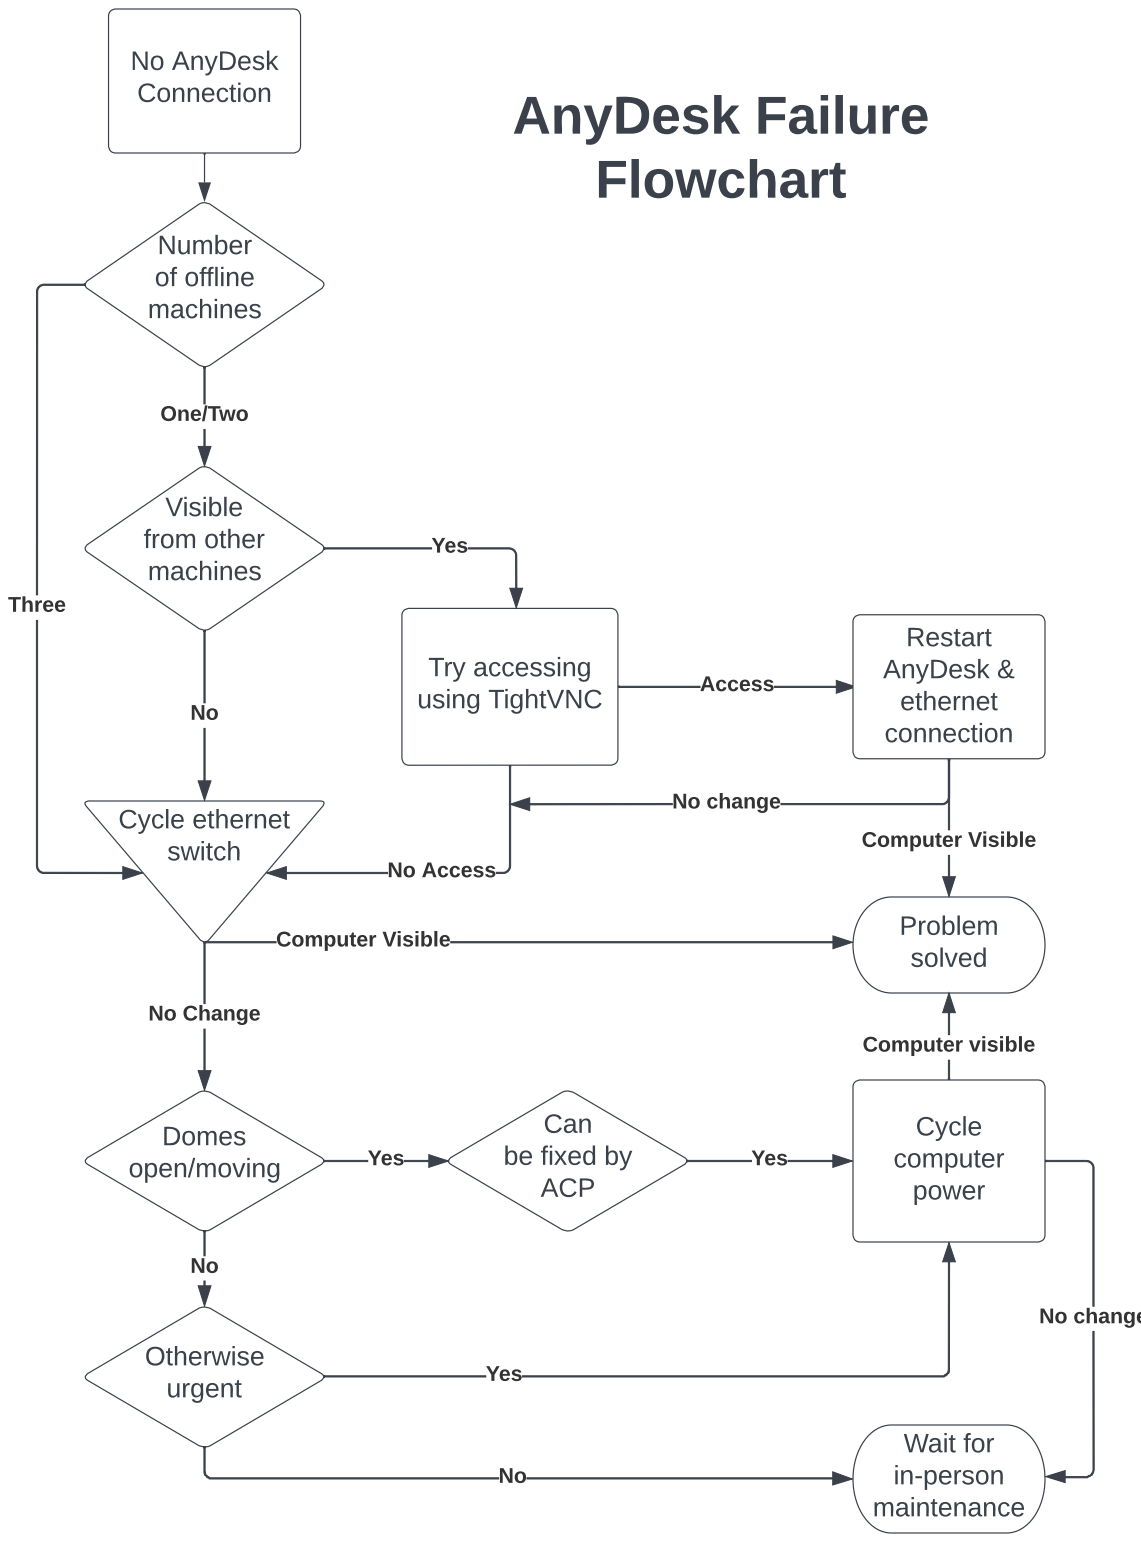 No AnyDesk
Connection
AnyDesk Failure
Flowchart
Number
of offline
machines
One/Two
Visible
from other
machines
Yes
Three
Try accessing
using TightVNC
Access
Restart
AnyDesk &
ethernet
connection
No
No change
Cycle ethernet
switch
No Access
Computer Visible
Problem
solved
Computer Visible
No Change
Computer visible
Domes
open/moving
Yes
Can
be fixed by
ACP
Yes
Cycle
computer
power
No
No change
Otherwise
urgent
Yes
Wait for
in-person
maintenance
No